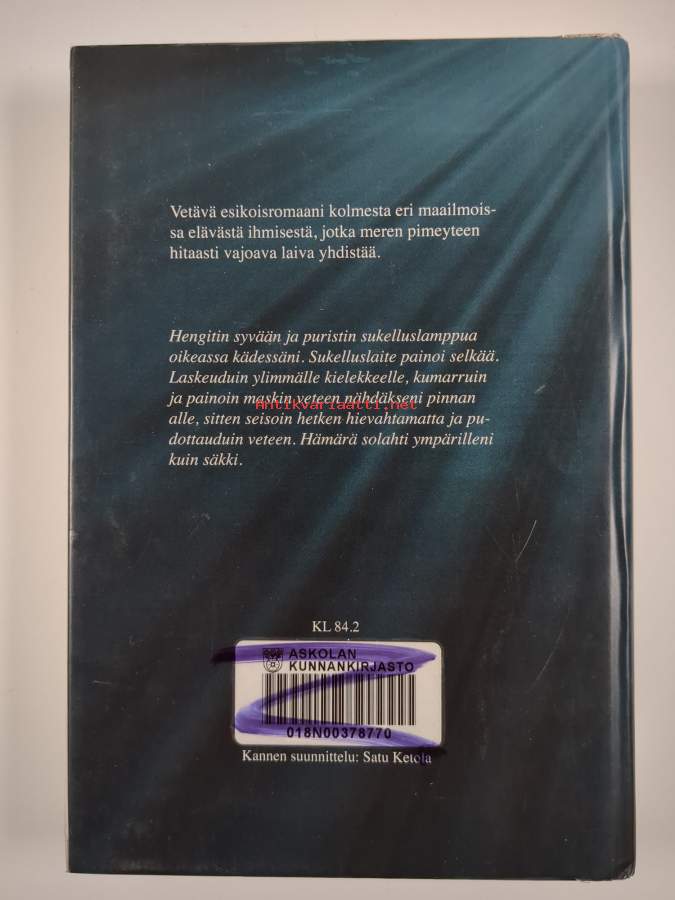 Vetävä esikoisromaani kolmesta eri maailmois-
sa elävästä ihmisestä, jotka meren pimeyteen
hitaasti vajoava laiva yhdistää.
Hengitin syvään ja puristin sukelluslamppua
oikeassa kädessäni. Sukelluslaite painoi selkää.
Laskeuduin ylimmälle kielekkeelle, kumarruin
ja painoin maskin veteen nähdäkseni pinnan
Antikvariaatti.net
alle, sitten seisoin hetken hievahtamatta ja pu-
dottauduin veteen. Hämärä solahti ympärilleni
kuin säkki.
KL 84.2
ASKOLAN
KUNNANKIRJASTO
018N00378770
Kannen suunnittelu: Satu Ketola